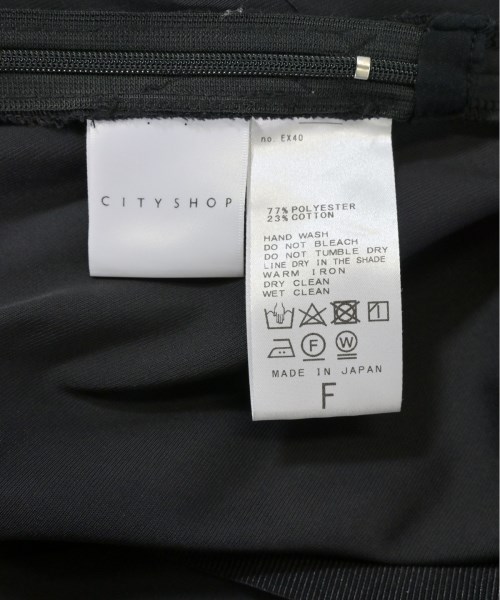 CITYSHOP
no EX40
77% POLYESTER
23% COTTON
HAND WASH
DO NOT BLEACH
DO NOT TUMBLE DRY
LINE DRY IN THE SHADE
WARM IRON
DRY CLEAN
WET CLEAN
F W
MADE IN JAPAN
F